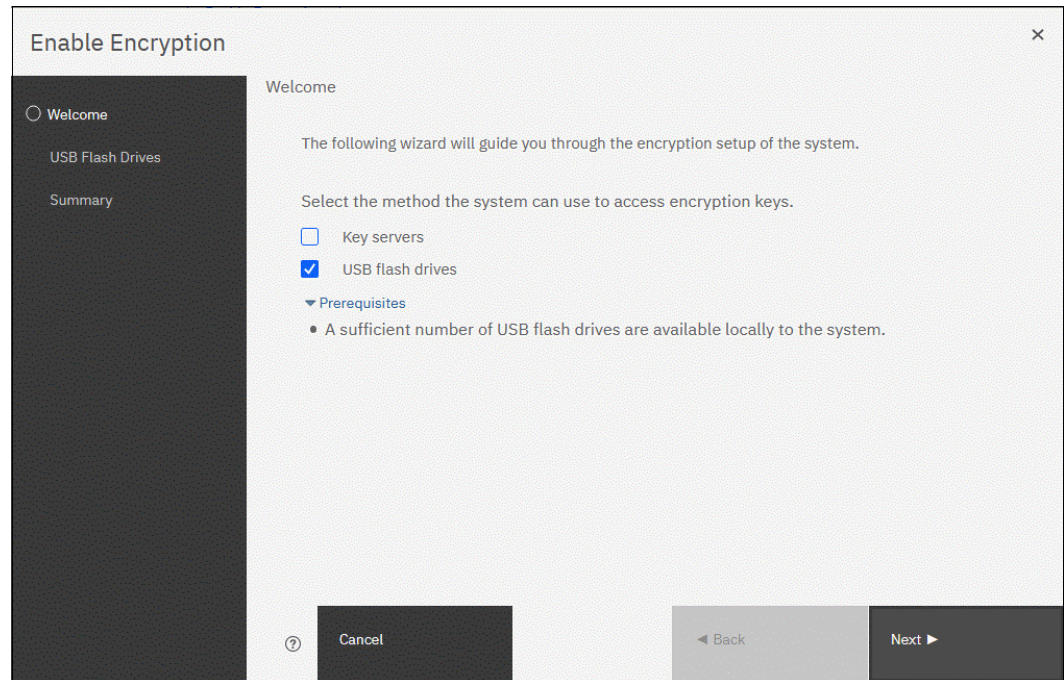 Enable Encryption
×
Welcome
USB Flash Drives
Summary
Welcome
The following wizard will guide you through the encryption setup of the system.
Select the method the system can use to access encryption keys.
Key servers
USB flash drives
Prerequisites
• A sufficient number of USB flash drives are available locally to the system.
?
Cancel
◄ Back
Next ►